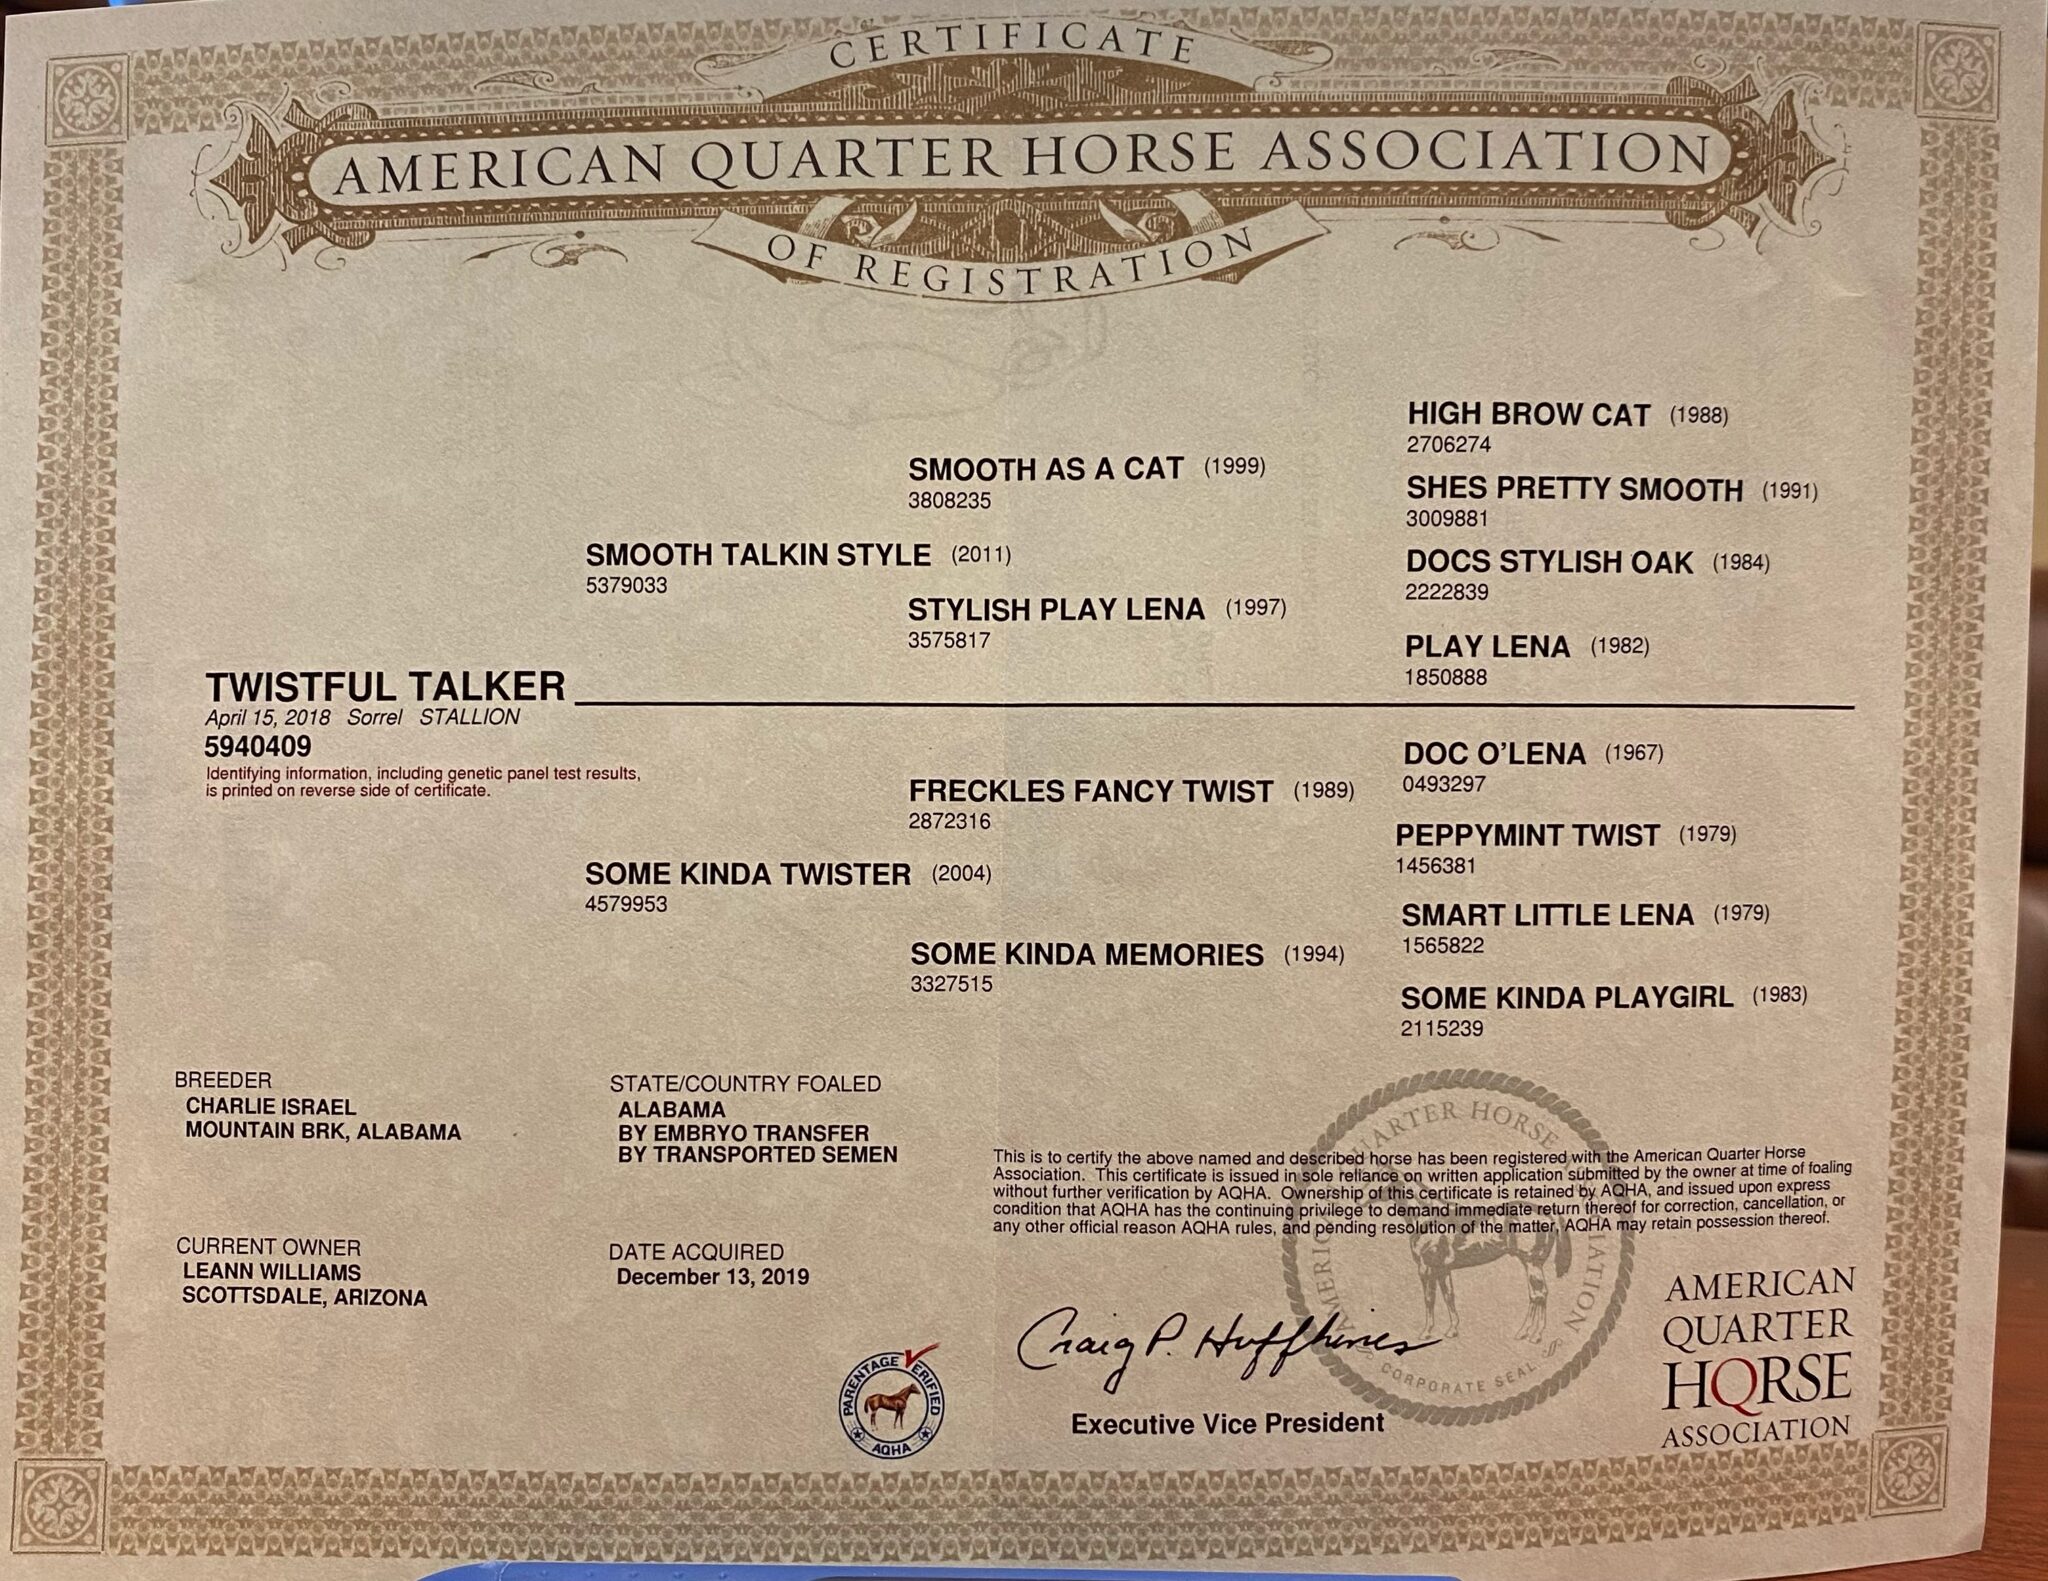 CERTIFICATE
AMERICAN QUARTER HORSE ASSOCIATION
OF REGISTRATION
HIGH BROW CAT (1988)
2706274
SMOOTH AS A CAT (1999)
3808235
SHES PRETTY SMOOTH (1991)
3009881
SMOOTH TALKIN STYLE (2011)
5379033
DOCS STYLISH OAK (1984)
2222839
STYLISH PLAY LENA (1997)
3575817
PLAY LENA (1982)
1850888
TWISTFUL TALKER
April 15, 2018 Sorrel STALLION
5940409
Identifying information, including genetic panel test results,
is printed on reverse side of certificate.
DOC O'LENA (1967)
0493297
FRECKLES FANCY TWIST (1989)
2872316
PEPPYMINT TWIST (1979)
1456381
SOME KINDA TWISTER (2004)
4579953
SMART LITTLE LENA (1979)
1565822
SOME KINDA MEMORIES (1994)
3327515
SOME KINDA PLAYGIRL (1983)
2115239
BREEDER
CHARLIE ISRAEL
MOUNTAIN BRK, ALABAMA
STATE/COUNTRY FOALED
ALABAMA
BY EMBRYO TRANSFER
BY TRANSPORTED SEMEN
This is to certify the above named and described horse has been registered with the American Quarter Horse
Association. This certificate is issued in sole reliance on written application submitted by the owner at time of foaling
without further verification by AQHA. Ownership of this certificate is retained by AQHA, and issued upon express
condition that AQHA has the continuing privilege to demand immediate return thereof for correction, cancellation, or
any other official reason AQHA rules, and pending resolution of the matter, AQHA may retain possession thereof.
CURRENT OWNER
LEANN WILLIAMS
SCOTTSDALE, ARIZONA
DATE ACQUIRED
December 13, 2019
PARENTAGE VERIFIED
AQHA
Craig P. Huffhines
Executive Vice President
AMERICAN QUARTER HORSE ASSOCIATION
CORPORATE SEAL
AMERICAN
QUARTER
HORSE
ASSOCIATION